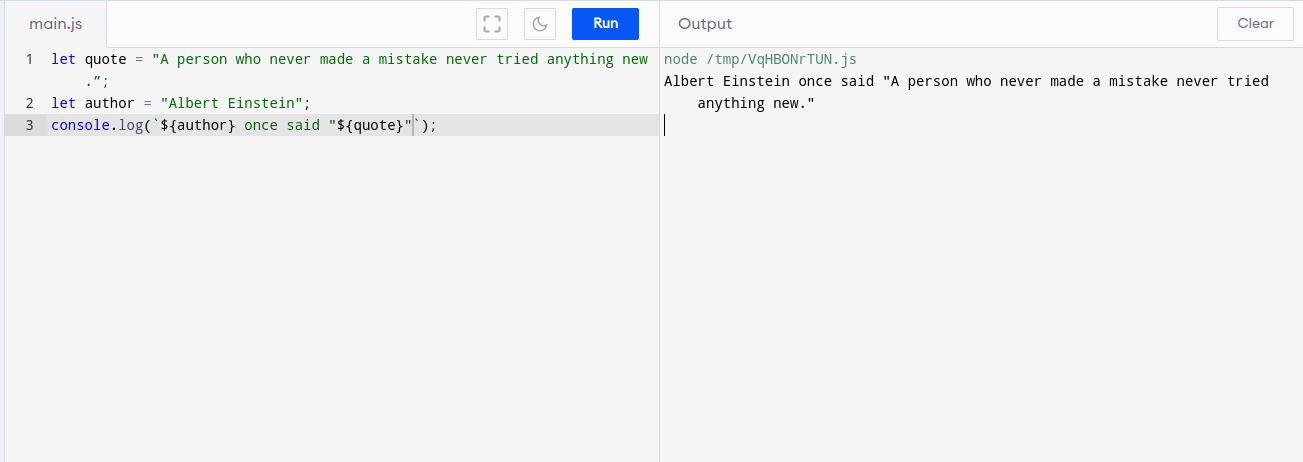 main.js
Run
Output
Clear
1 let quote = "A person who never made a mistake never tried anything new
.”;
2 let author = "Albert Einstein";
3 console.log(`${author} once said "${quote}"`);
node /tmp/VqHBONrTUN.js
Albert Einstein once said "A person who never made a mistake never tried
anything new."